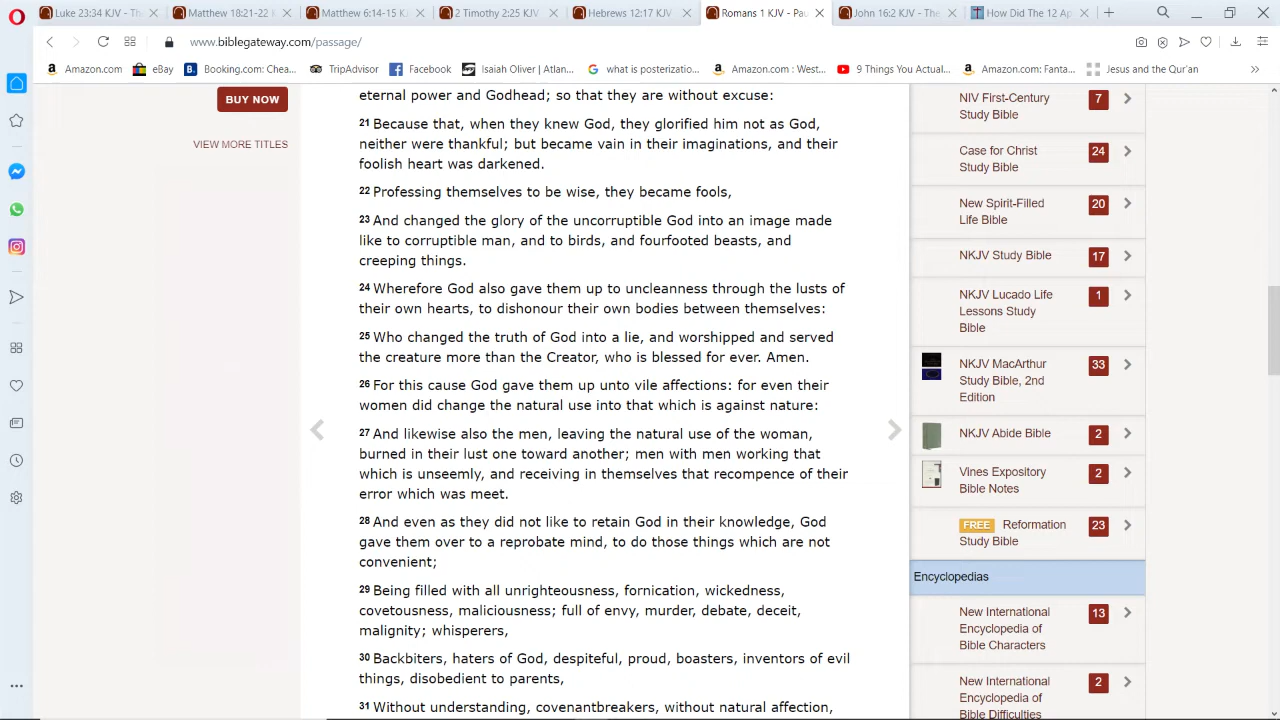 Luke 23:34 KJV - The
Matthew 18:21-22 K
Matthew 6:14-15 KJ
2 Timothy 2:25 KJV
Hebrews 12:17 KJV
Romans 1 KJV - Pau
John 16:2 KJV - The
How Did The 12 Ap
www.biblegateway.com/passage/
Amazon.com
eBay
Booking.com: Chea...
TripAdvisor
Facebook
Isaiah Oliver | Atlan...
what is posterizatio...
Amazon.com : West...
9 Things You Actual...
Amazon.com: Fanta...
Jesus and the Qur'an
BUY NOW
VIEW MORE TITLES
eternal power and Godhead; so that they are without excuse:
21 Because that, when they knew God, they glorified him not as God,
neither were thankful; but became vain in their imaginations, and their
foolish heart was darkened.
22 Professing themselves to be wise, they became fools,
23 And changed the glory of the uncorruptible God into an image made
like to corruptible man, and to birds, and fourfooted beasts, and
creeping things.
24 Wherefore God also gave them up to uncleanness through the lusts of
their own hearts, to dishonour their own bodies between themselves:
25 Who changed the truth of God into a lie, and worshipped and served
the creature more than the Creator, who is blessed for ever. Amen.
26 For this cause God gave them up unto vile affections: for even their
women did change the natural use into that which is against nature:
27 And likewise also the men, leaving the natural use of the woman,
burned in their lust one toward another; men with men working that
which is unseemly, and receiving in themselves that recompence of their
error which was meet.
28 And even as they did not like to retain God in their knowledge, God
gave them over to a reprobate mind, to do those things which are not
convenient;
29 Being filled with all unrighteousness, fornication, wickedness,
covetousness, maliciousness; full of envy, murder, debate, deceit,
malignity; whisperers,
30 Backbiters, haters of God, despiteful, proud, boasters, inventors of evil
things, disobedient to parents,
31 Without understanding, covenantbreakers, without natural affection,
NIV First-Century 7
Study Bible
Case for Christ 24
Study Bible
New Spirit-Filled 20
Life Bible
NKJV Study Bible 17
NKJV Lucado Life 1
Lessons Study
Bible
NKJV MacArthur 33
Study Bible, 2nd
Edition
NKJV Abide Bible 2
Vines Expository 2
Bible Notes
FREE Reformation 23
Study Bible
Encyclopedias
New International 13
Encyclopedia of
Bible Characters
New International 2
Encyclopedia of
Bible Difficulties